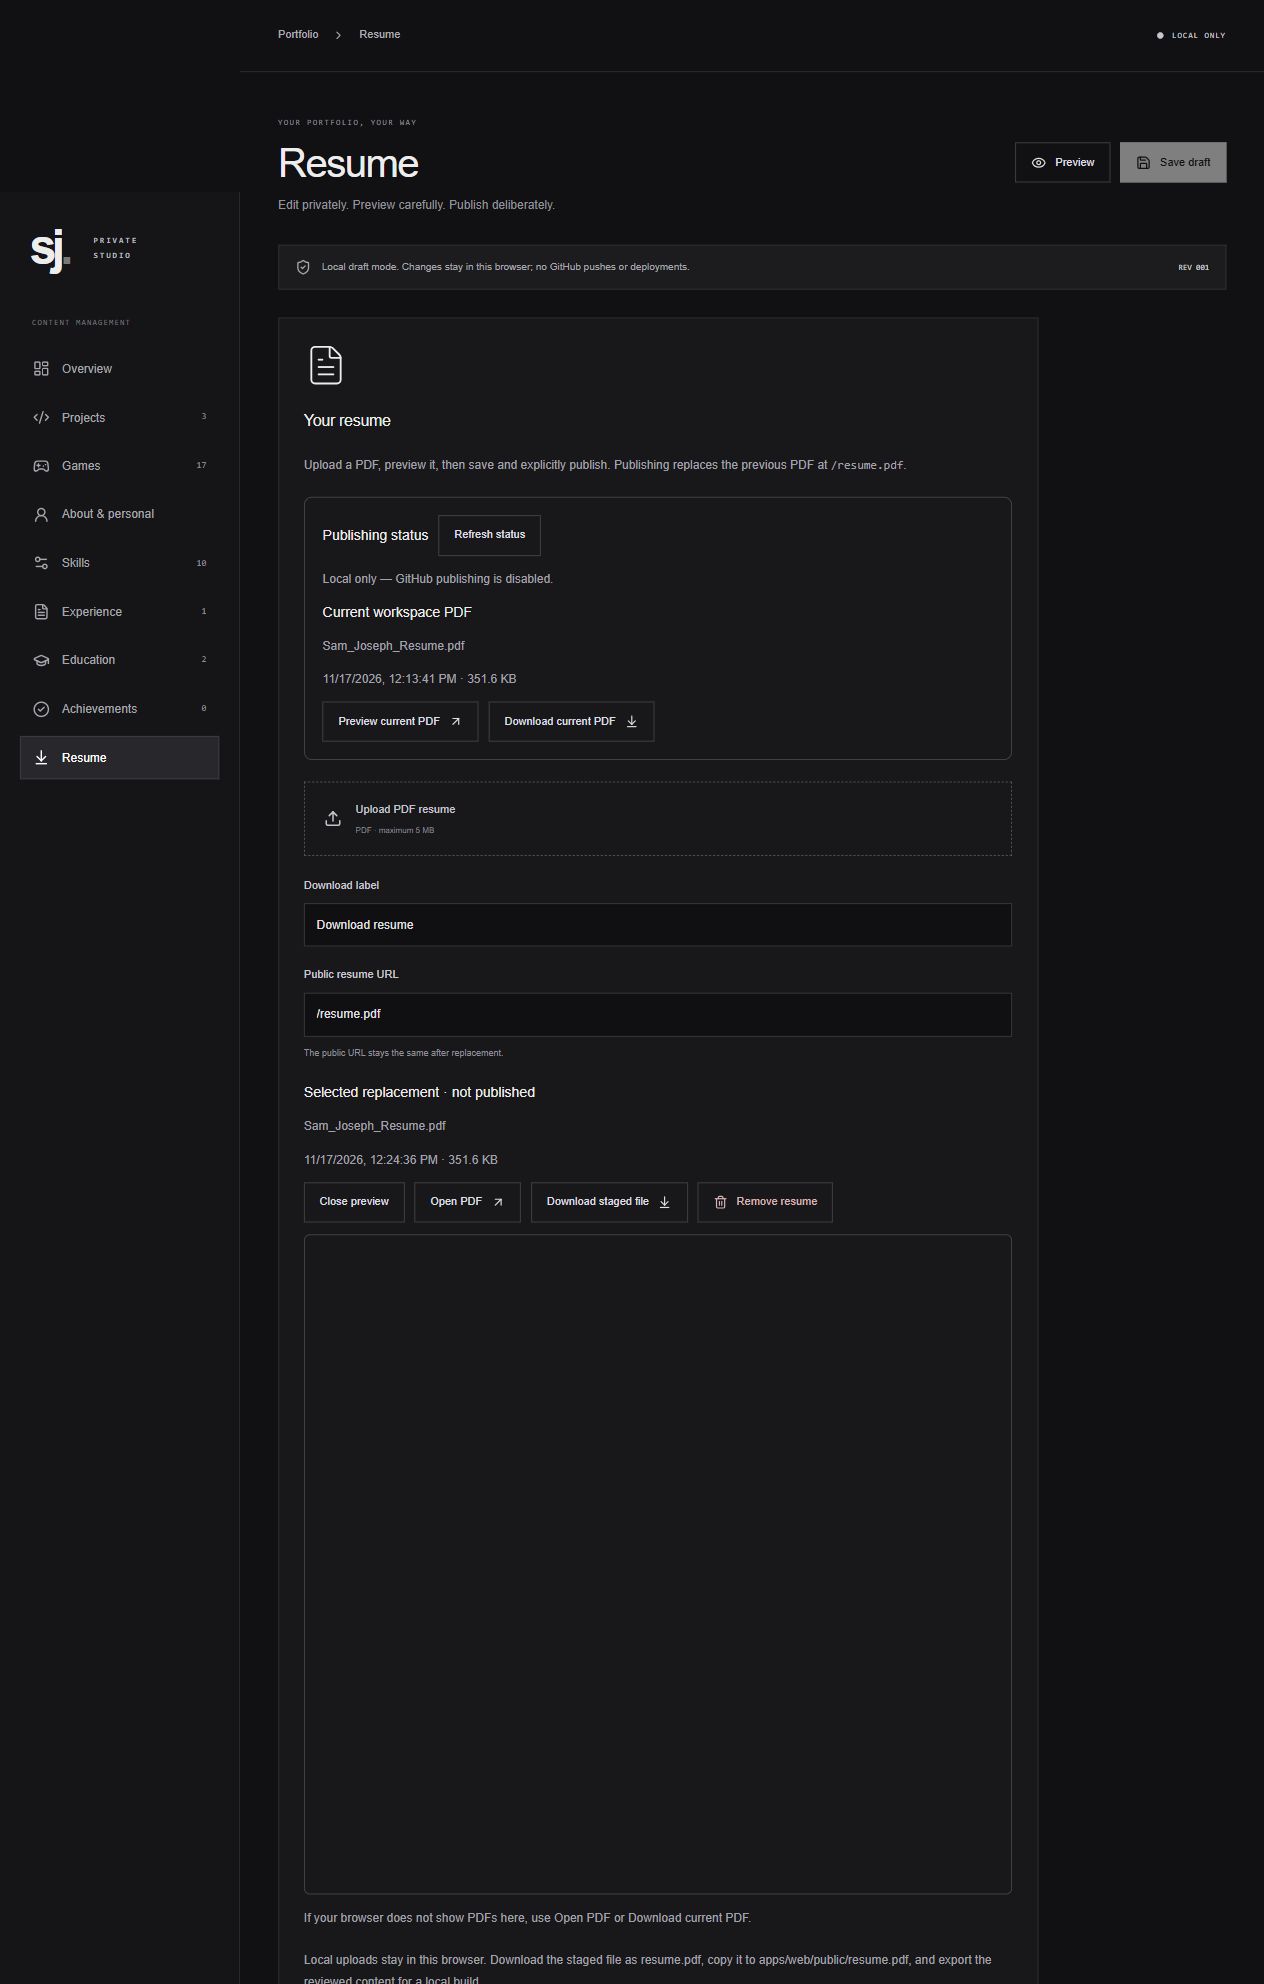 Portfolio
Resume
LOCAL ONLY
YOUR PORTFOLIO, YOUR WAY
Resume
Preview
Save draft
Edit privately. Preview carefully. Publish deliberately.
sj.
PRIVATE
STUDIO
Local draft mode. Changes stay in this browser; no GitHub pushes or deployments.
REV 001
CONTENT MANAGEMENT
Overview
Projects 3
Games 17
About & personal
Skills 10
Experience 1
Education 2
Achievements 0
Resume
Your resume
Upload a PDF, preview it, then save and explicitly publish. Publishing replaces the previous PDF at /resume.pdf.
Publishing status
Refresh status
Local only — GitHub publishing is disabled.
Current workspace PDF
Sam_Joseph_Resume.pdf
11/17/2026, 12:13:41 PM · 351.6 KB
Preview current PDF
Download current PDF
Upload PDF resume
PDF · maximum 5 MB
Download label
Download resume
Public resume URL
/resume.pdf
The public URL stays the same after replacement.
Selected replacement · not published
Sam_Joseph_Resume.pdf
11/17/2026, 12:24:36 PM · 351.6 KB
Close preview
Open PDF
Download staged file
Remove resume
If your browser does not show PDFs here, use Open PDF or Download current PDF.
Local uploads stay in this browser. Download the staged file as resume.pdf, copy it to apps/web/public/resume.pdf, and export the
reviewed content for a local build.